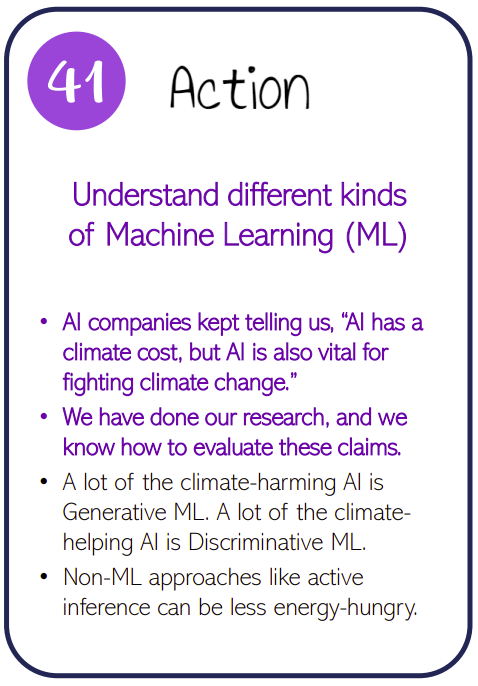 41
Action
Understand different kinds
of Machine Learning (ML)
• AI companies kept telling us, “AI has a
climate cost, but AI is also vital for
fighting climate change.”
• We have done our research, and we
know how to evaluate these claims.
• A lot of the climate-harming AI is
Generative ML. A lot of the climate-
helping AI is Discriminative ML.
• Non-ML approaches like active
inference can be less energy-hungry.